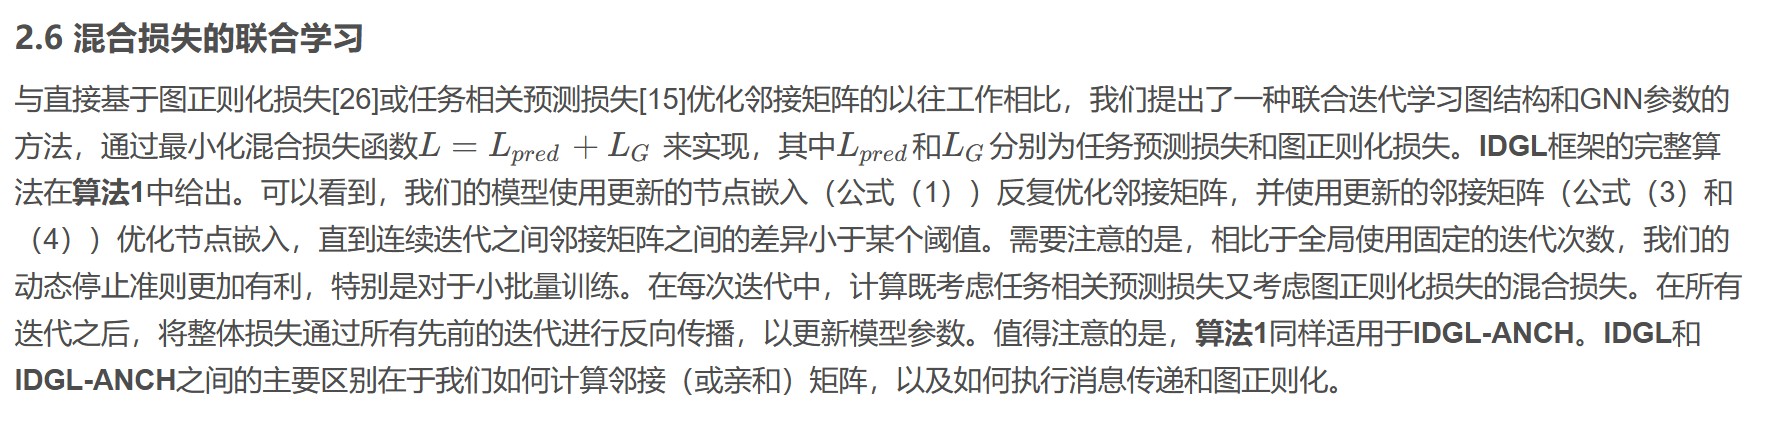 2.6 混合损失的联合学习
与直接基于图正则化损失[26]或任务相关预测损失[15]优化邻接矩阵的以往工作相比，我们提出了一种联合迭代学习图结构和GNN参数的
方法，通过最小化混合损失函数L = L_pred + L_G 来实现，其中L_pred和L_G分别为任务预测损失和图正则化损失。IDGL框架的完整算
法在算法1中给出。可以看到，我们的模型使用更新的节点嵌入（公式（1））反复优化邻接矩阵，并使用更新的邻接矩阵（公式（3）和
（4））优化节点嵌入，直到连续迭代之间邻接矩阵之间的差异小于某个阈值。需要注意的是，相比于全局使用固定的迭代次数，我们的
动态停止准则更加有利，特别是对于小批量训练。在每次迭代中，计算既考虑任务相关预测损失又考虑图正则化损失的混合损失。在所有
迭代之后，将整体损失通过所有先前的迭代进行反向传播，以更新模型参数。值得注意的是，算法1同样适用于IDGL-ANCH。IDGL和
IDGL-ANCH之间的主要区别在于我们如何计算邻接（或亲和）矩阵，以及如何执行消息传递和图正则化。